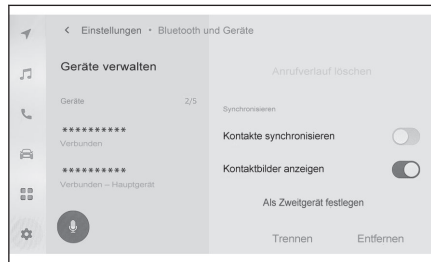 Einstellungen • Bluetooth und Geräte
Geräte verwalten
Geräte 2/5
**********
Verbunden
**********
Verbunden – Hauptgerät
Anrufverlauf löschen
Synchronisieren
Kontakte synchronisieren
Kontaktbilder anzeigen
Als Zweitgerät festlegen
Trennen Entfernen